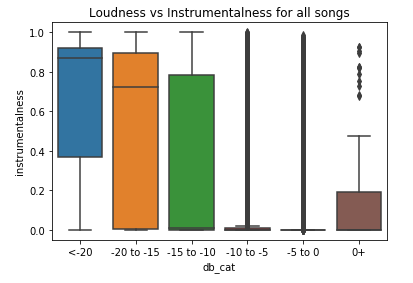 Loudness vs Instrumentalness for all songs
instrumentalness
1.0
0.8
0.6
0.4
0.2
0.0
<-20
-20 to -15
-15 to -10
-10 to -5
-5 to 0
0+
db_cat